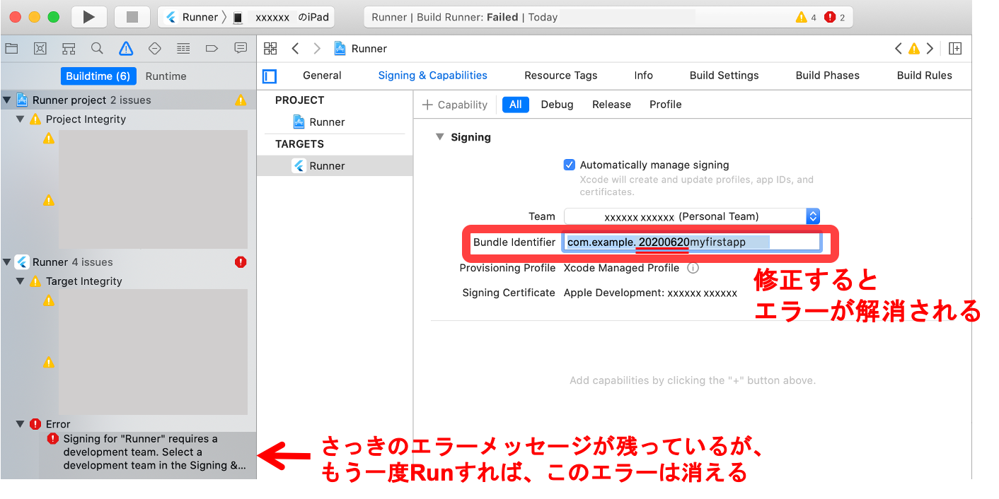 Runner 〉 xxxxxx のiPad
Runner | Build Runner: Failed | Today
4
2
Runner
Buildtime (6)
Runtime
General
Signing & Capabilities
Resource Tags
Info
Build Settings
Build Phases
Build Rules
Runner project 2 issues
Project Integrity
Runner 4 issues
Target Integrity
Error
Signing for "Runner" requires a
development team. Select a
development team in the Signing &...
PROJECT
Runner
TARGETS
Runner
+ Capability
All
Debug
Release
Profile
Signing
Automatically manage signing
Xcode will create and update profiles, app IDs, and
certificates.
Team xxxxxx xxxxxx (Personal Team)
Bundle Identifier com.example. 20200620myfirstapp
Provisioning Profile Xcode Managed Profile
Signing Certificate Apple Development: xxxxxx xxxxxx
修正すると
エラーが解消される
Add capabilities by clicking the "+" button above.
さっきのエラーメッセージが残っているが、
もう一度Runすれば、このエラーは消える